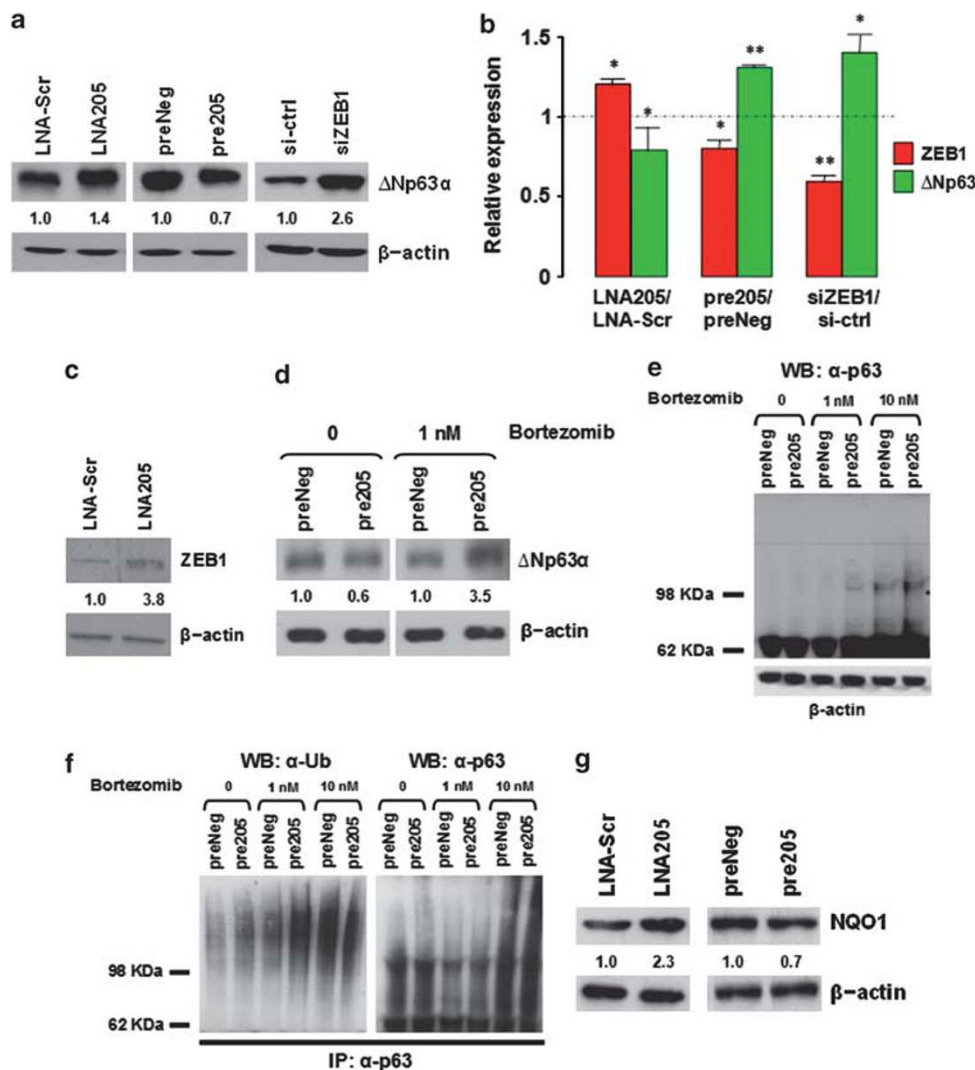 a
LNA-Scr LNA205 preNeg pre205 si-ctrl siZEB1
ΔNp63α
1.0 1.4 1.0 0.7 1.0 2.6
β-actin
b
Relative expression
1.5
1
0.5
0
* * * ** ** *
ZEB1
ΔNp63
LNA205/ pre205/ siZEB1/
LNA-Scr preNeg si-ctrl
c
LNA-Scr LNA205
ZEB1
1.0 3.8
β-actin
d
0 1 nM Bortezomib
preNeg pre205 preNeg pre205
ΔNp63α
1.0 0.6 1.0 3.5
β-actin
e
WB: α-p63
Bortezomib 0 1 nM 10 nM
preNeg pre205 preNeg pre205 preNeg pre205
98 KDa
62 KDa
β-actin
f
WB: α-Ub WB: α-p63
Bortezomib 0 1 nM 10 nM 0 1 nM 10 nM
preNeg pre205 preNeg pre205 preNeg pre205 preNeg pre205 preNeg pre205 preNeg pre205
98 KDa
62 KDa
IP: α-p63
g
LNA-Scr LNA205 preNeg pre205
NQO1
1.0 2.3 1.0 0.7
β-actin